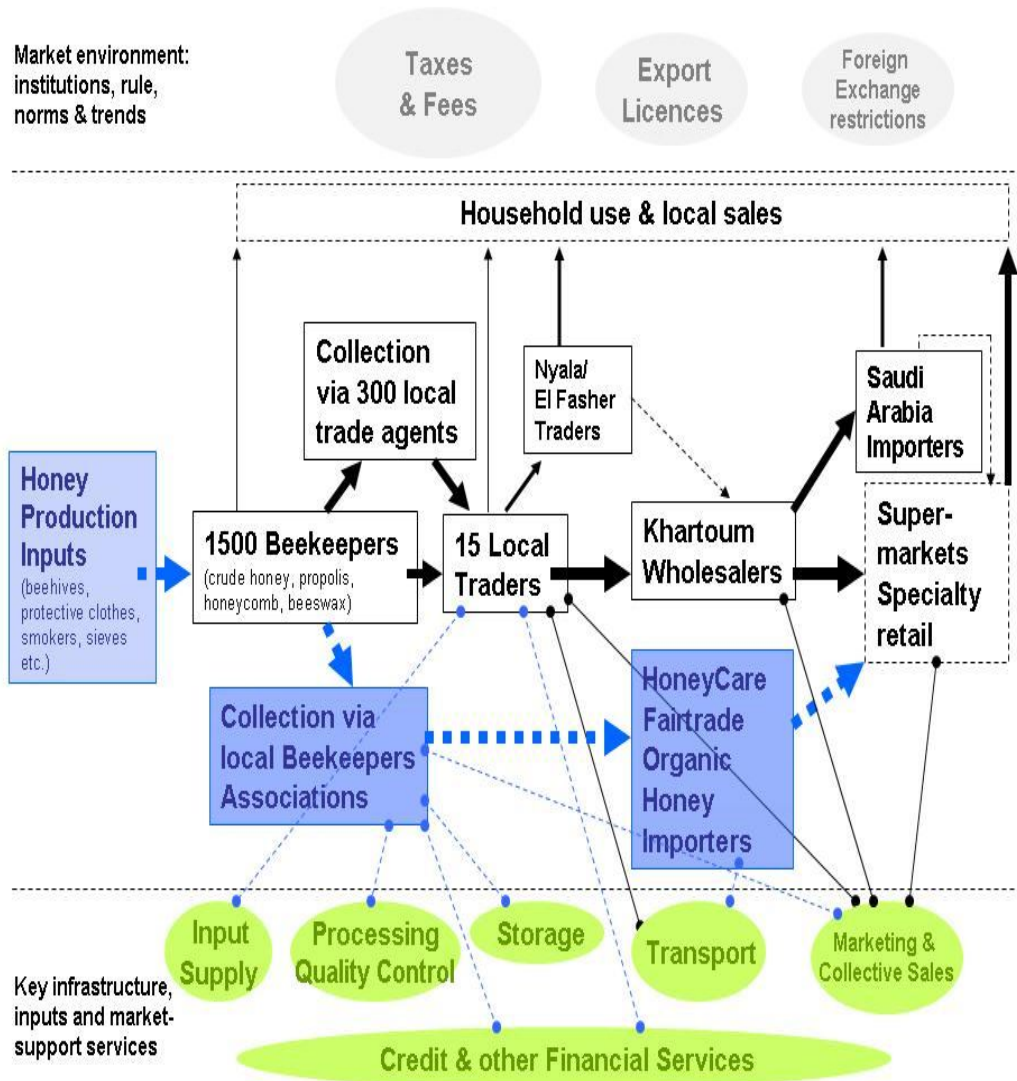 Market environment:
institutions, rule,
norms & trends
Taxes
& Fees
Export
Licences
Foreign
Exchange
restrictions
Household use & local sales
Collection
via 300 local
trade agents
Nyala/
El Fasher
Traders
Saudi
Arabia
Importers
Honey
Production
Inputs
(beehives,
protective clothes,
smokers, sieves
etc.)
1500 Beekeepers
(crude honey, propolis,
honeycomb, beeswax)
15 Local
Traders
Khartoum
Wholesalers
Super-
markets
Specialty
retail
Collection via
local Beekeepers
Associations
HoneyCare
Fairtrade
Organic
Honey
Importers
Key infrastructure,
inputs and market-
support services
Input
Supply
Processing
Quality Control
Storage
Transport
Marketing &
Collective Sales
Credit & other Financial Services